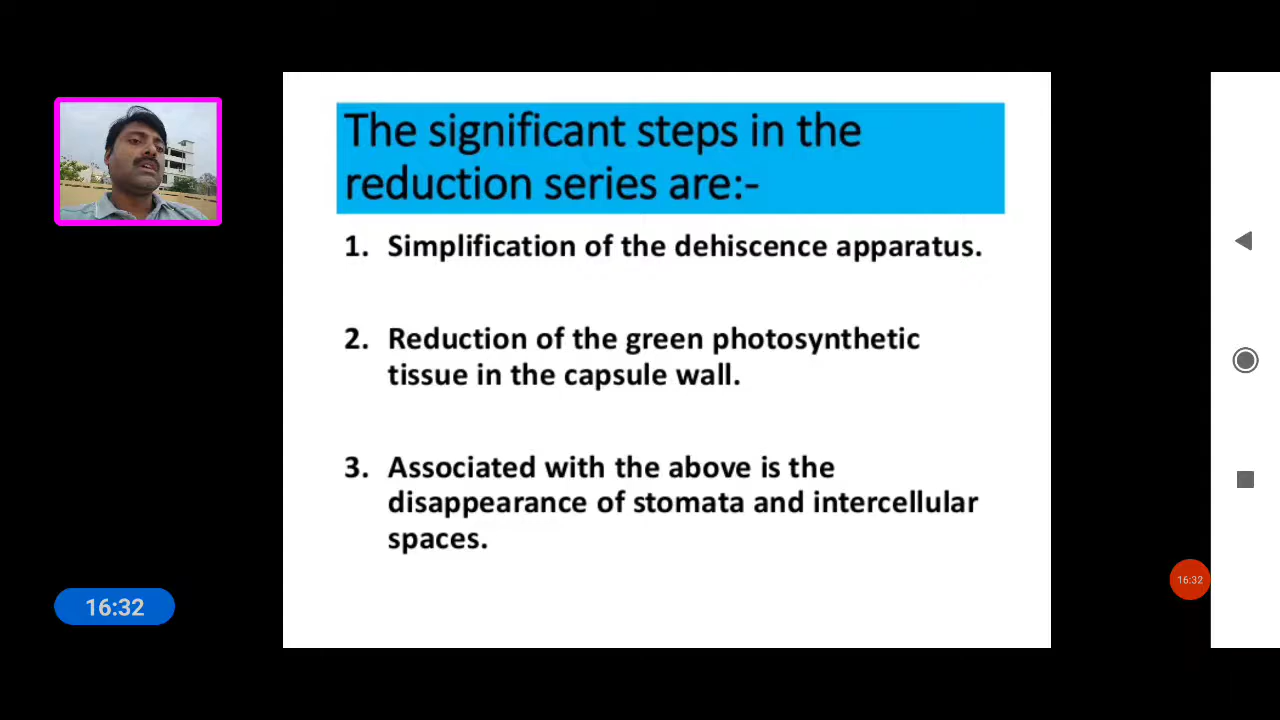 The significant steps in the
reduction series are:-
1. Simplification of the dehiscence apparatus.
2. Reduction of the green photosynthetic
tissue in the capsule wall.
3. Associated with the above is the
disappearance of stomata and intercellular
spaces.
16:32
16:32